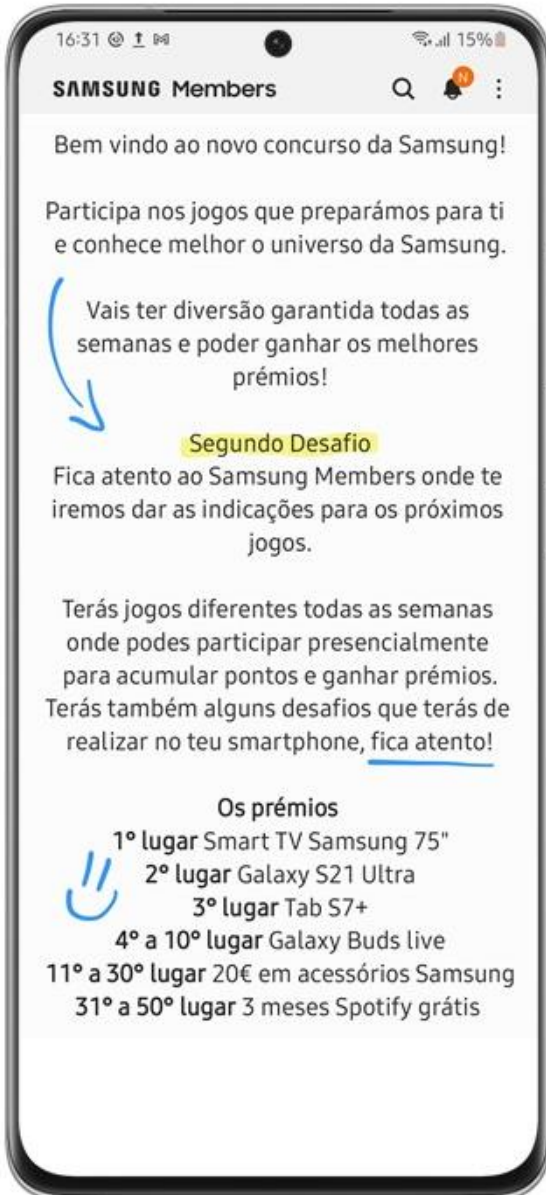 16:31 15%
SAMSUNG Members
N
Bem vindo ao novo concurso da Samsung!
Participa nos jogos que preparámos para ti
e conhece melhor o universo da Samsung.
Vais ter diversão garantida todas as
semanas e poder ganhar os melhores
prémios!
Segundo Desafio
Fica atento ao Samsung Members onde te
iremos dar as indicações para os próximos
jogos.
Terás jogos diferentes todas as semanas
onde podes participar presencialmente
para acumular pontos e ganhar prémios.
Terás também alguns desafios que terás de
realizar no teu smartphone, fica atento!
Os prémios
1º lugar Smart TV Samsung 75"
2º lugar Galaxy S21 Ultra
3º lugar Tab S7+
4º a 10º lugar Galaxy Buds live
11º a 30º lugar 20€ em acessórios Samsung
31º a 50º lugar 3 meses Spotify grátis